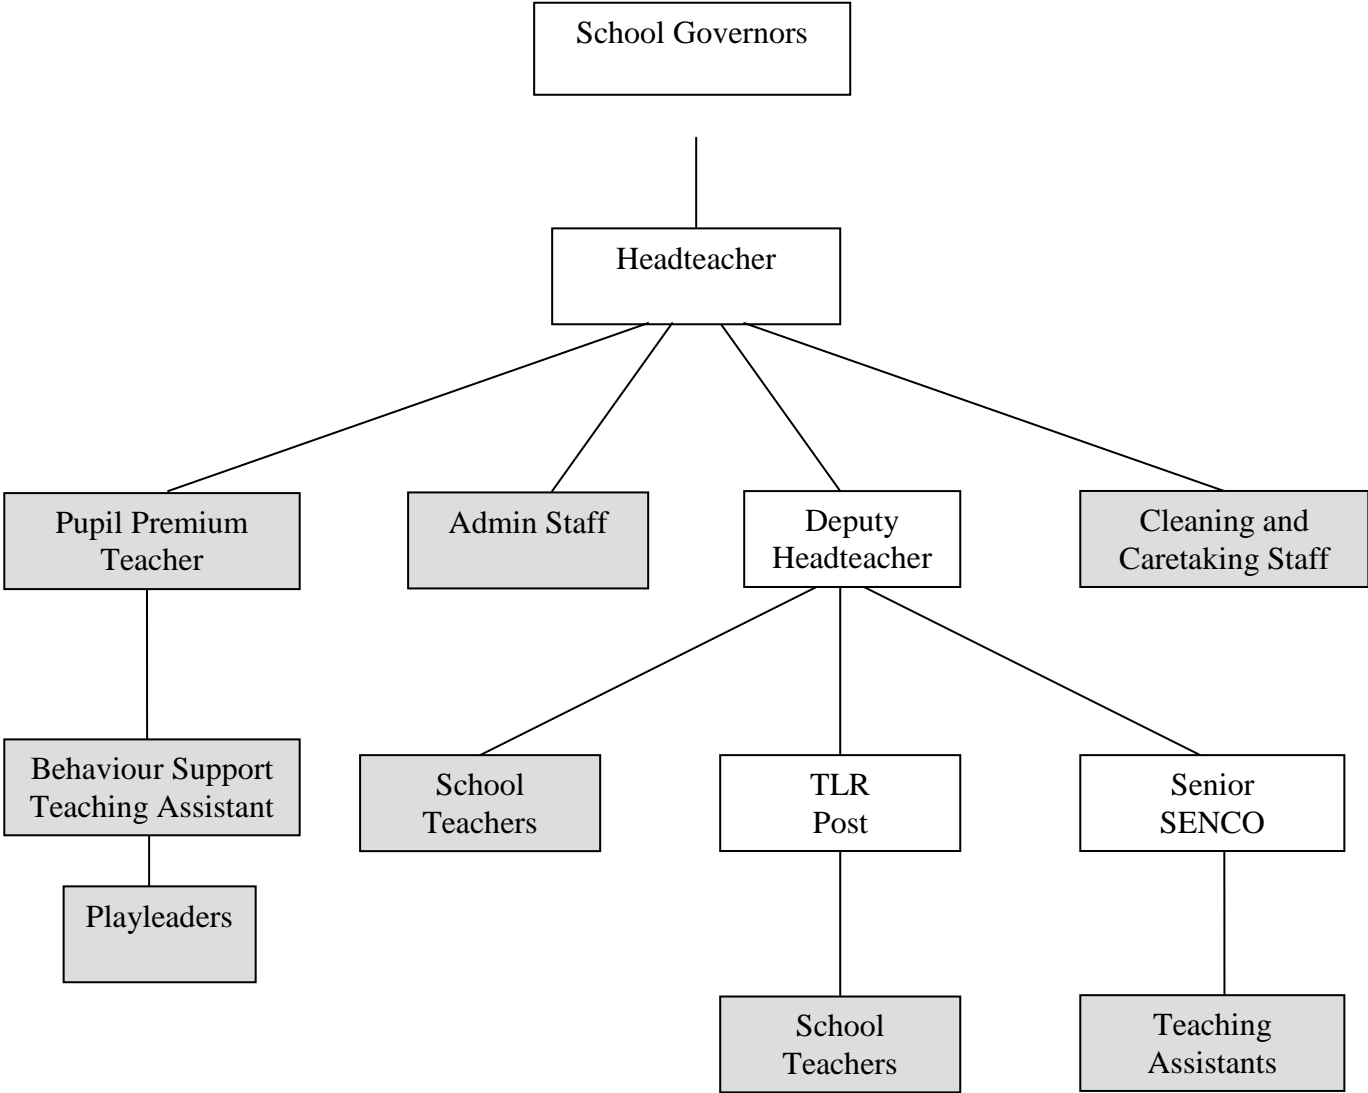 School Governors
Headteacher
Pupil Premium
Teacher
Admin Staff
Deputy
Headteacher
Cleaning and
Caretaking Staff
Behaviour Support
Teaching Assistant
School
Teachers
TLR
Post
Senior
SENCO
Playleaders
School
Teachers
Teaching
Assistants